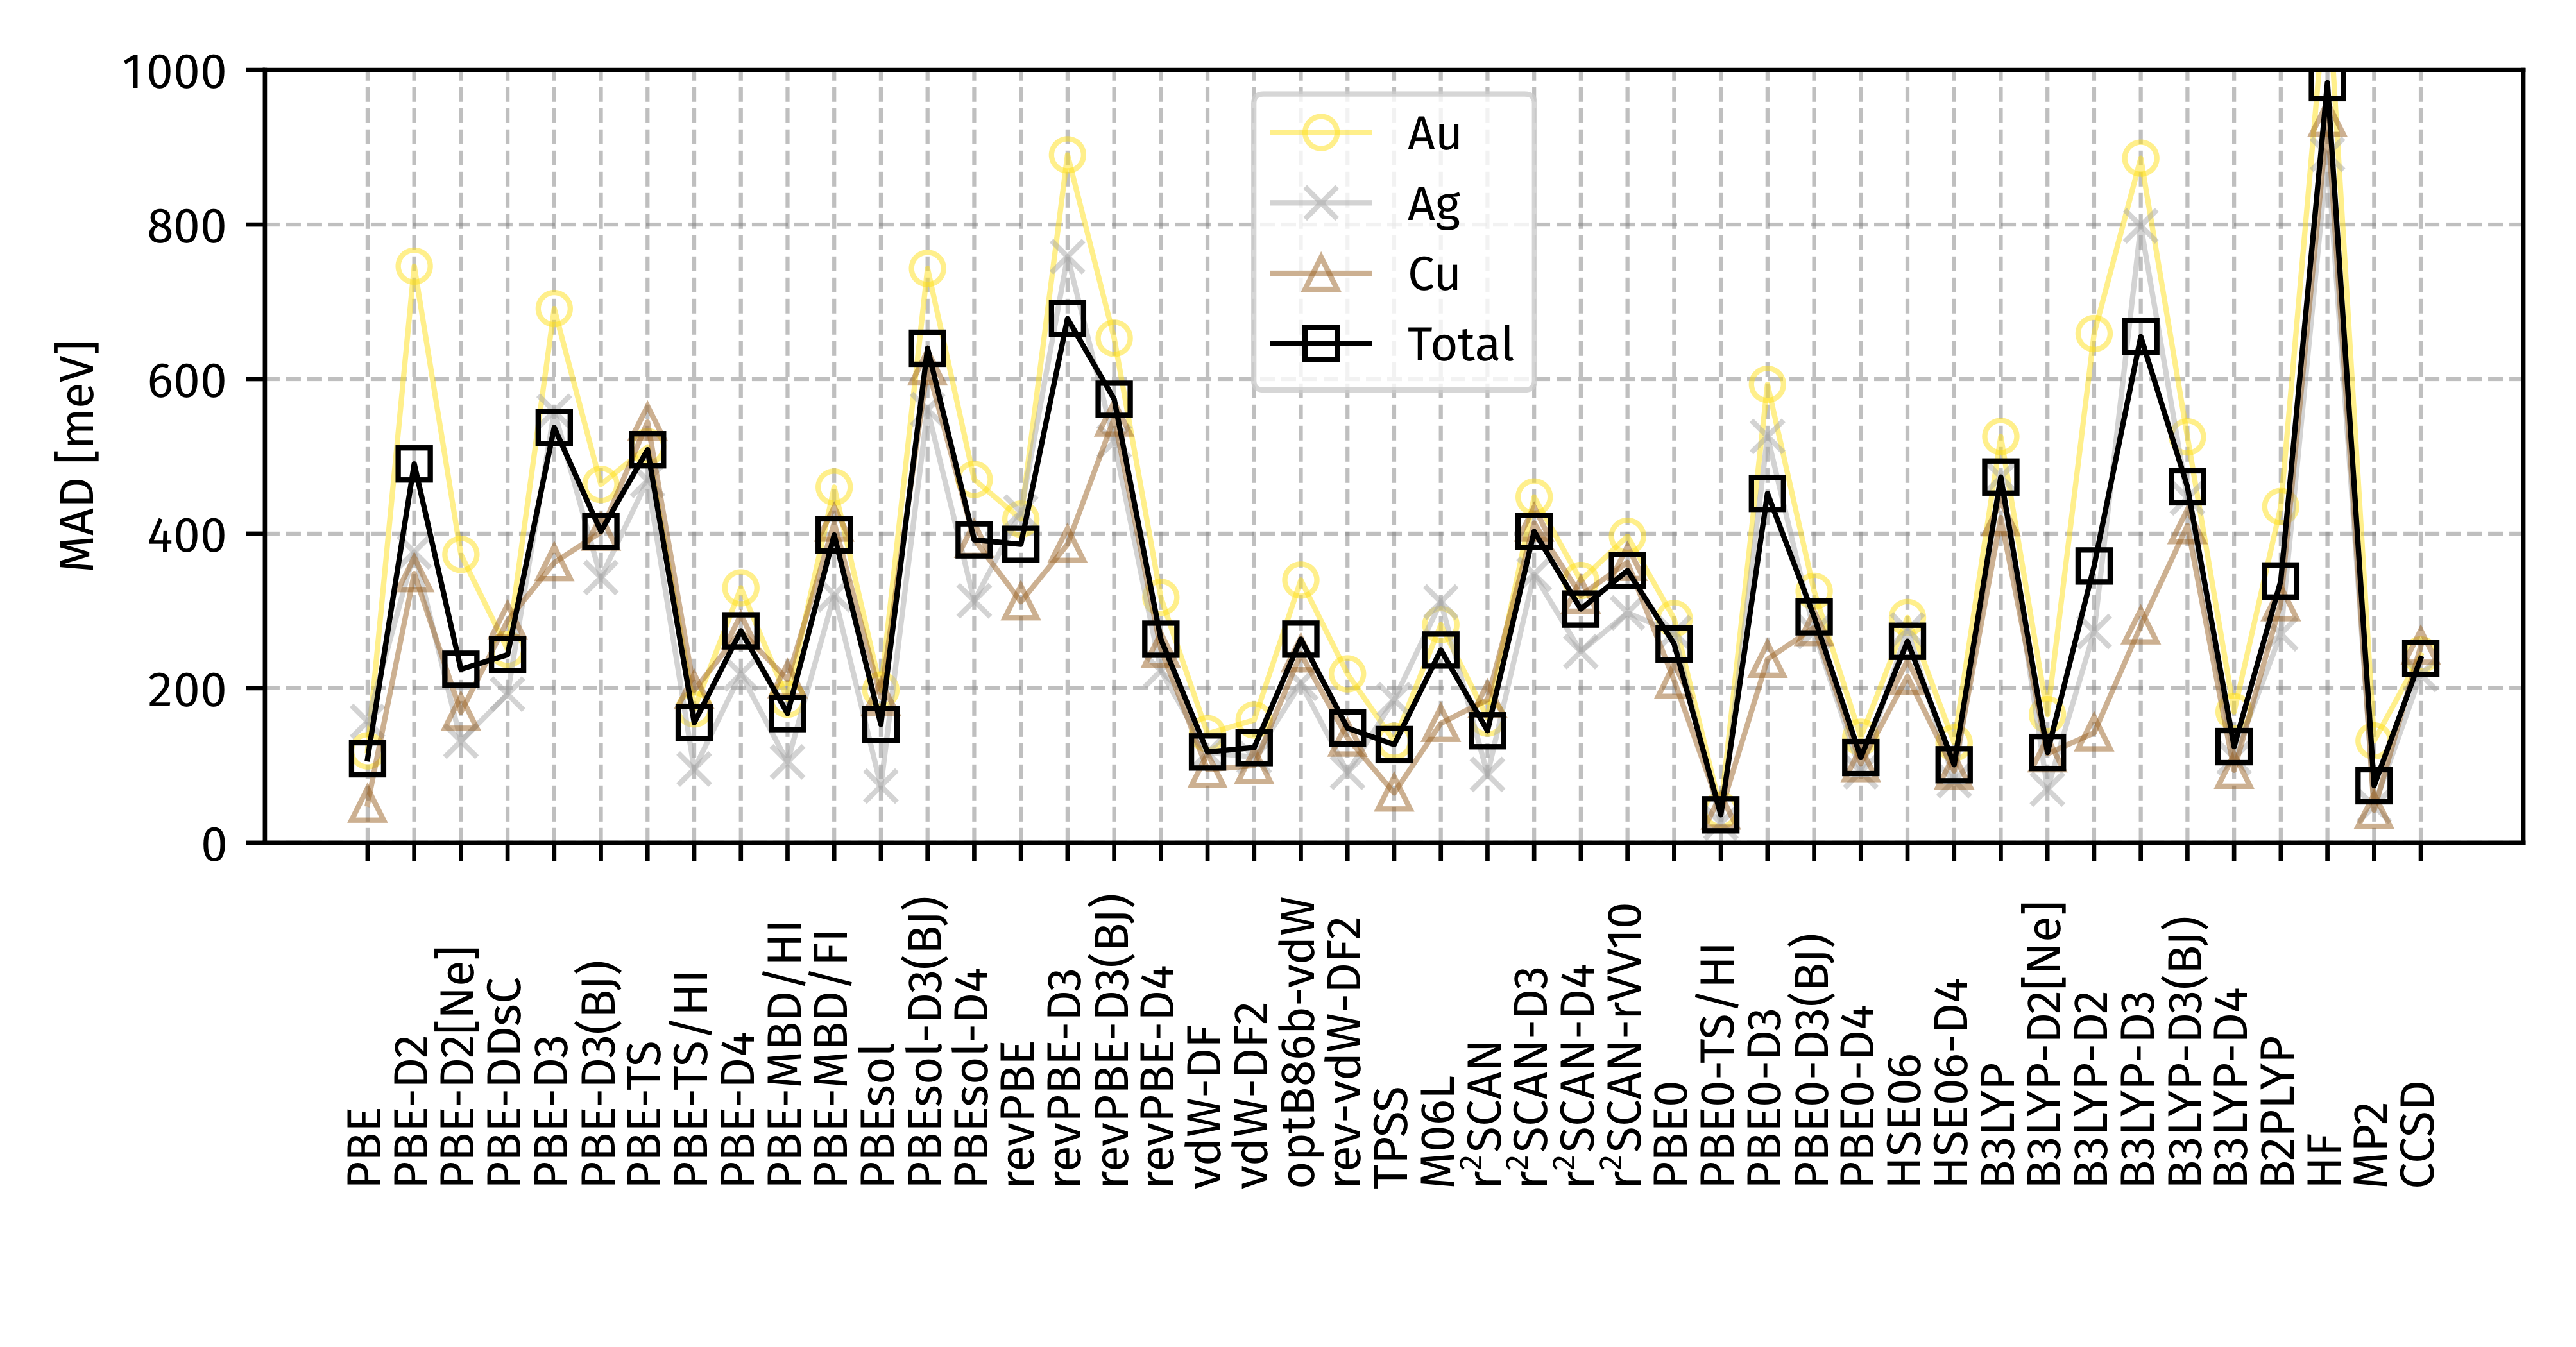 1000
800
600
400
200
0
MAD [meV]
Au
Ag
Cu
Total
PBE
PBE-D2
PBE-D2[Ne]
PBE-DDsC
PBE-D3
PBE-D3(BJ)
PBE-TS
PBE-TS/HI
PBE-D4
PBE-MBD/HI
PBE-MBD/FI
PBEsol
PBEsol-D3(BJ)
PBEsol-D4
revPBE
revPBE-D3
revPBE-D3(BJ)
revPBE-D4
vdW-DF
vdW-DF2
optB86b-vdW
rev-vdW-DF2
TPSS
M06L
r²SCAN
r²SCAN-D3
r²SCAN-D4
r²SCAN-rVV10
PBE0
PBE0-TS/HI
PBE0-D3
PBE0-D3(BJ)
PBE0-D4
HSE06
HSE06-D4
B3LYP
B3LYP-D2[Ne]
B3LYP-D2
B3LYP-D3
B3LYP-D3(BJ)
B3LYP-D4
B2PLYP
HF
MP2
CCSD